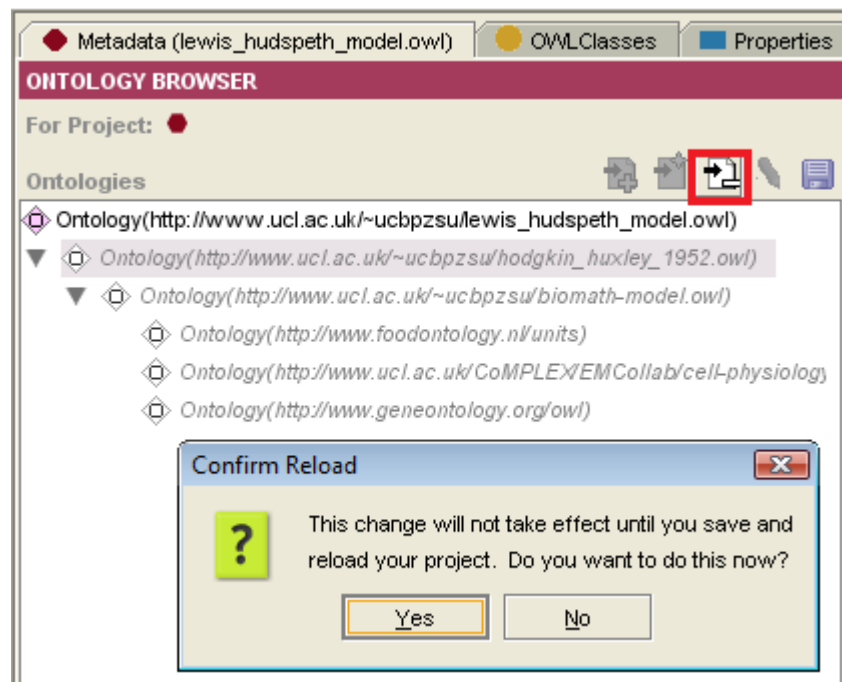 Metadata (lewis_hudspeth_model.owl) OWLClasses Properties
ONTOLOGY BROWSER
For Project:
Ontologies
Ontology(http://www.ucl.ac.uk/~ucbpzsu/lewis_hudspeth_model.owl)
Ontology(http://www.ucl.ac.uk/~ucbpzsu/hodgkin_huxley_1952.owl)
Ontology(http://www.ucl.ac.uk/~ucbpzsu/biomath-model.owl)
Ontology(http://www.foodontology.nl/units)
Ontology(http://www.ucl.ac.uk/CoMPLEX/EMCollab/cell-physiology
Ontology(http://www.geneontology.org/owl)
Confirm Reload
?
This change will not take effect until you save and
reload your project. Do you want to do this now?
Yes No